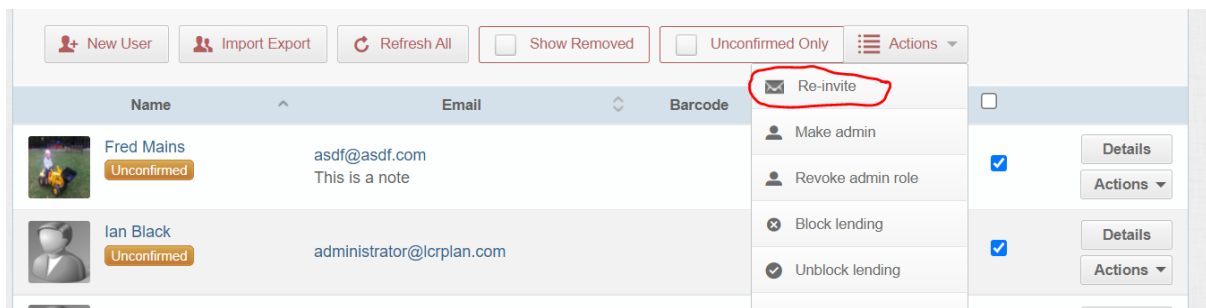 New User
Import Export
Refresh All
Show Removed
Unconfirmed Only
Actions
Re-invite
Make admin
Revoke admin role
Block lending
Unblock lending
Name
Email
Barcode
Fred Mains
Unconfirmed
asdf@asdf.com
This is a note
Details
Actions
Ian Black
Unconfirmed
administrator@lcrplan.com
Details
Actions